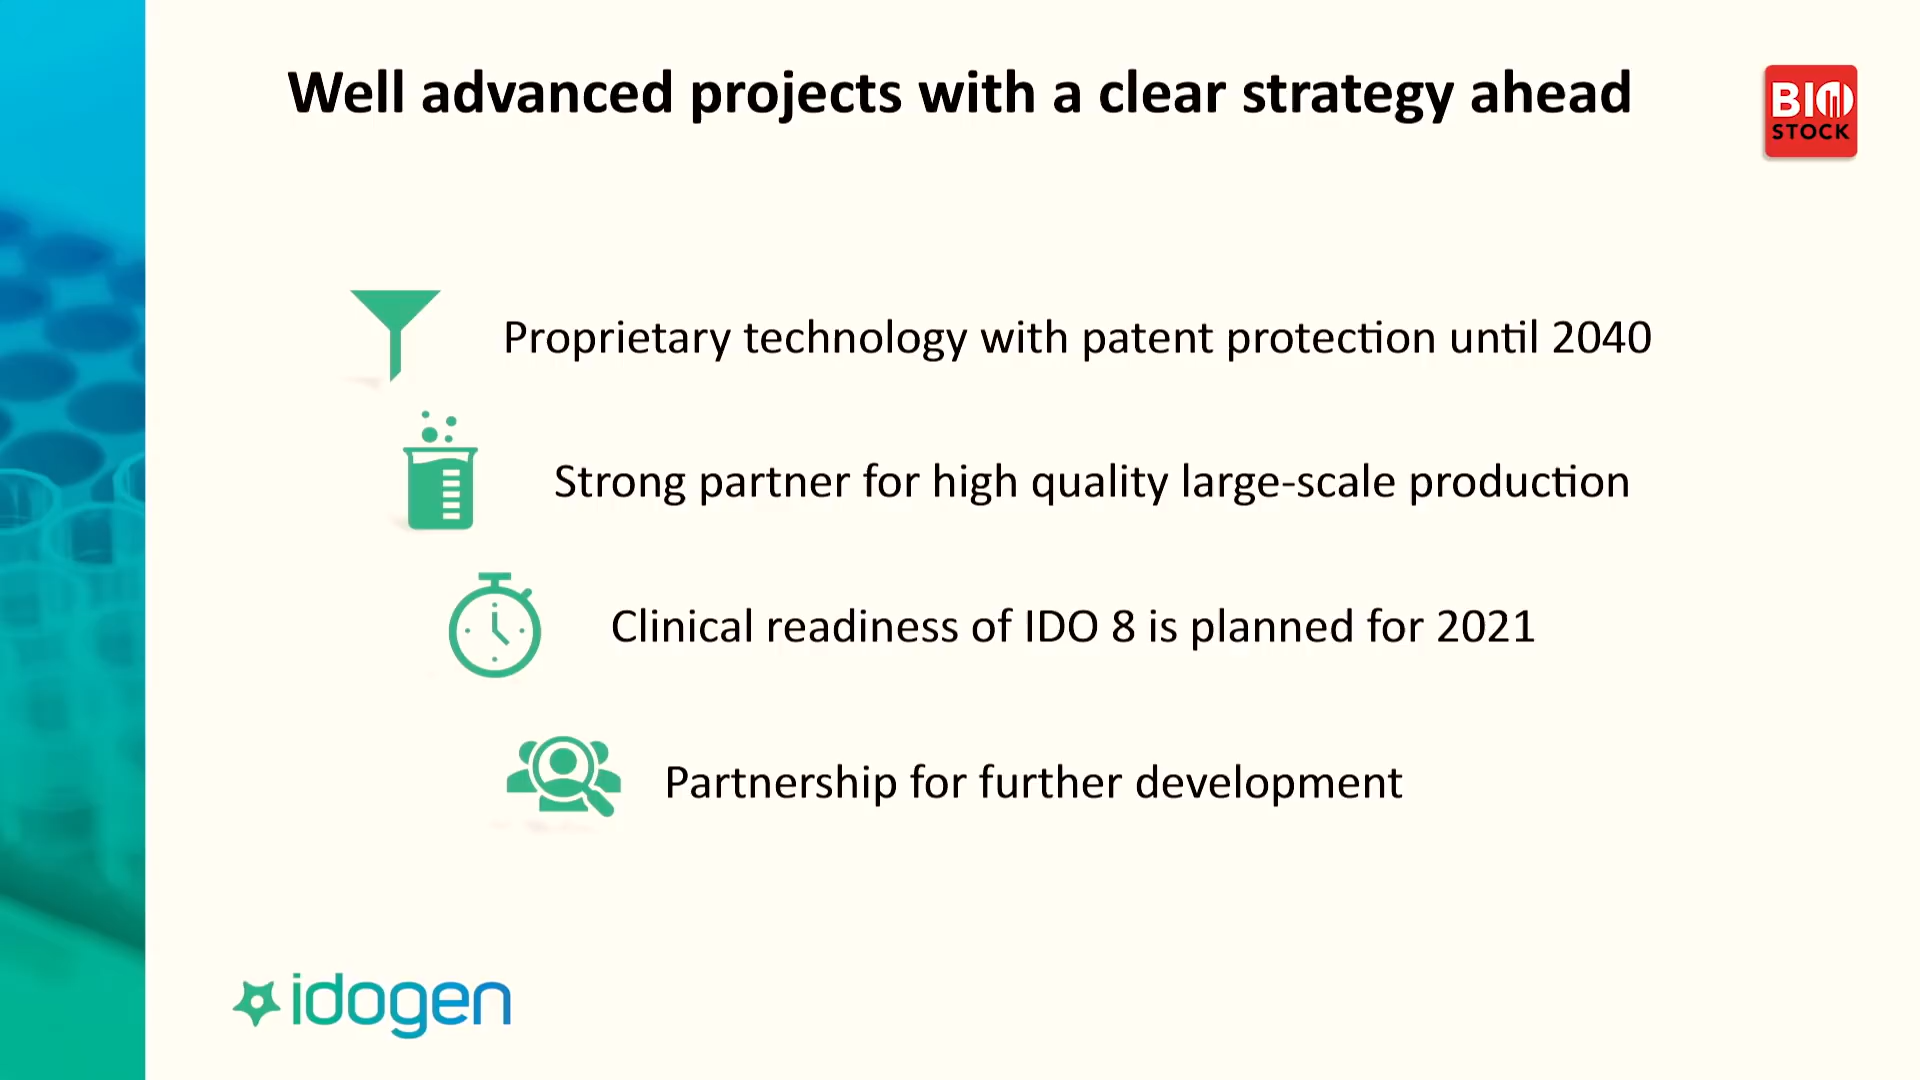 Well advanced projects with a clear strategy ahead
BIO
STOCK
Proprietary technology with patent protection until 2040
Strong partner for high quality large-scale production
Clinical readiness of IDO 8 is planned for 2021
Partnership for further development
idogen